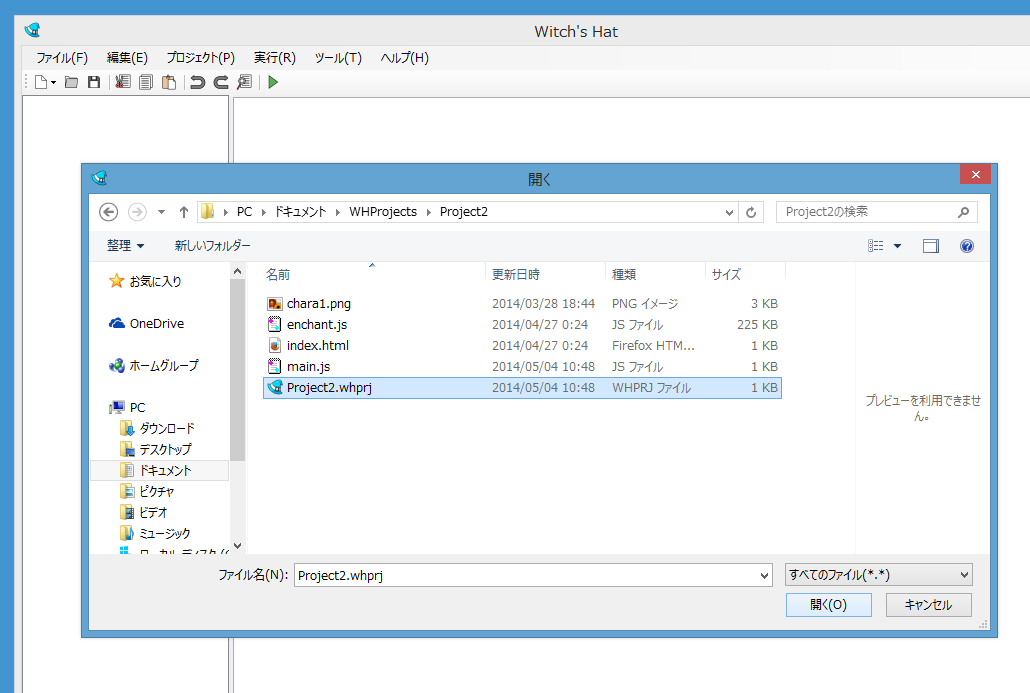 Witch's Hat
ファイル(F) 編集(E) プロジェクト(P) 実行(R) ツール(T) ヘルプ(H)
開く
PC ドキュメント WHProjects Project2
Project2の検索
整理 新しいフォルダー
お気に入り
OneDrive
ホームグループ
PC
ダウンロード
デスクトップ
ドキュメント
ピクチャ
ビデオ
ミュージック
ローカル ディスク (C
名前 更新日時 種類 サイズ
chara1.png 2014/03/28 18:44 PNG イメージ 3 KB
enchant.js 2014/04/27 0:24 JS ファイル 225 KB
index.html 2014/04/27 0:24 Firefox HTM... 1 KB
main.js 2014/05/04 10:48 JS ファイル 1 KB
Project2.whprj 2014/05/04 10:48 WHPRJ ファイル 1 KB
プレビューを利用できませ
ん。
ファイル名(N): Project2.whprj
すべてのファイル(*.*)
開く(O) キャンセル